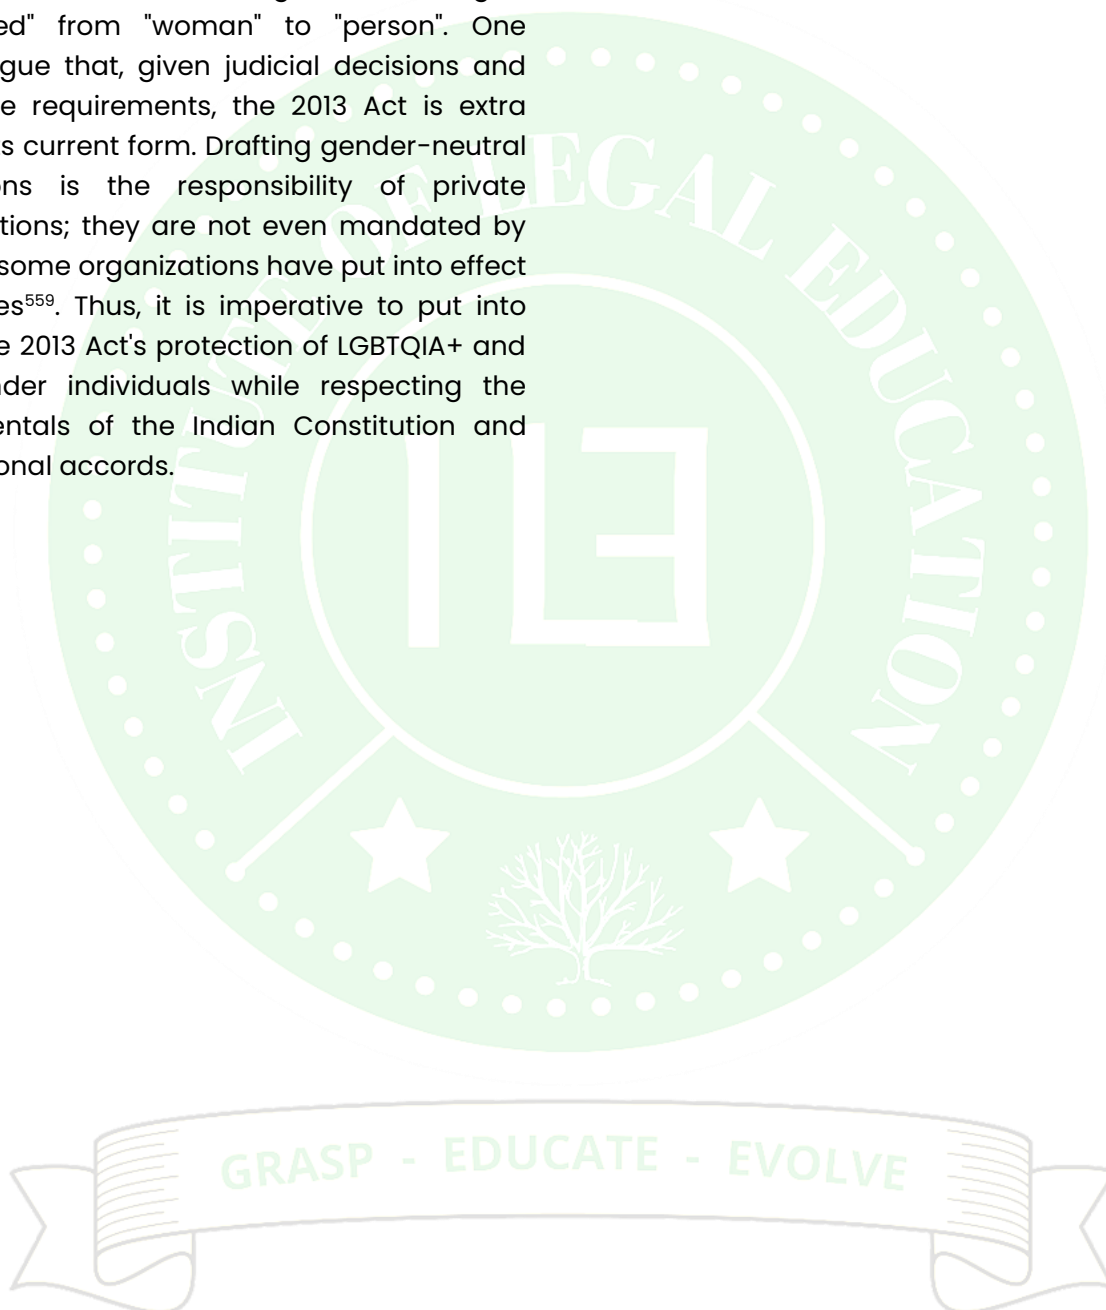 ed" from "woman" to "person". One
gue that, given judicial decisions and
e requirements, the 2013 Act is extra
s current form. Drafting gender-neutral
ns is the responsibility of private
tions; they are not even mandated by
some organizations have put into effect
es559. Thus, it is imperative to put into
e 2013 Act's protection of LGBTQIA+ and
der individuals while respecting the
entals of the Indian Constitution and
onal accords.
INSTITUTE OF LEGAL EDUCATION
ILE
GRASP - EDUCATE - EVOLVE